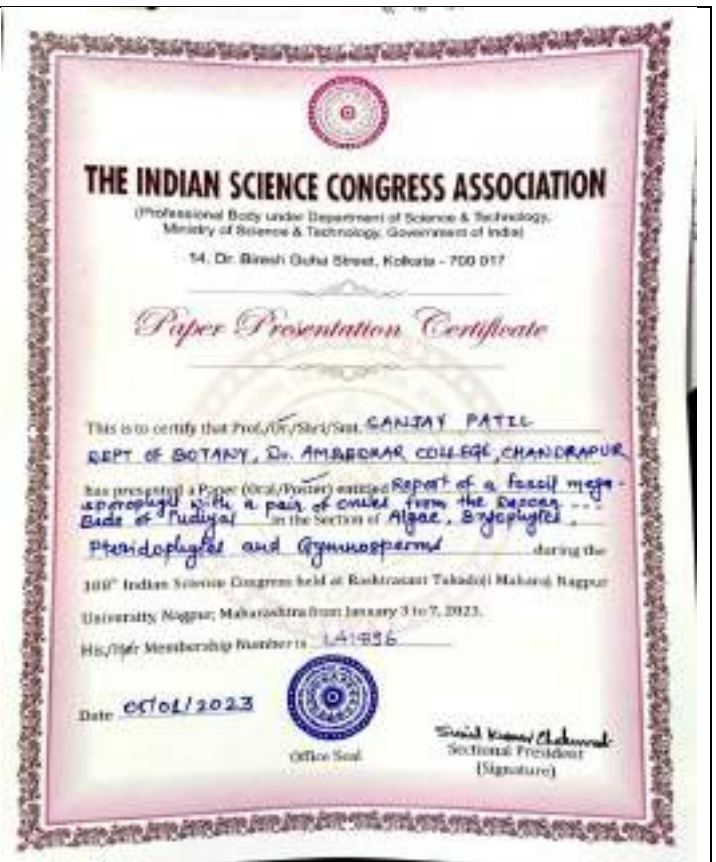 THE INDIAN SCIENCE CONGRESS ASSOCIATION
(Professional Body under Department of Science & Technology,
Ministry of Science & Technology, Government of India)
14, Dr. Biresh Guha Street, Kolkata - 700 017
Paper Presentation Certificate
This is to certify that Prof./Dr./Shri/Smt. SANJAY PATIL
DEPT OF BOTANY, Dr. AMBEDKAR COLLEGE, CHANDRAPUR
has presented a Paper (Oral/Poster) entitled Report of a fossil mega-
sporophyll with a pair of ovules from the Deccan ---
Beds of in the Section of Algae, Bryophytes,
Pteridophytes and Gymnosperms during the
108th Indian Science Congress held at Rashtrasant Tukadoji Maharaj Nagpur
University, Nagpur, Maharashtra from January 3 to 7, 2023.
His/Her Membership Number is
Date 05/01/2023
Office Seal
Sectional President
(Signature)